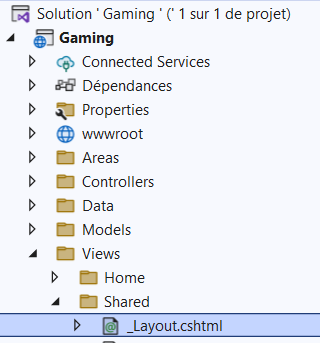 Solution ' Gaming ' (' 1 sur 1 de projet)
Gaming
Connected Services
Dépendances
Properties
wwwroot
Areas
Controllers
Data
Models
Views
Home
Shared
_Layout.cshtml